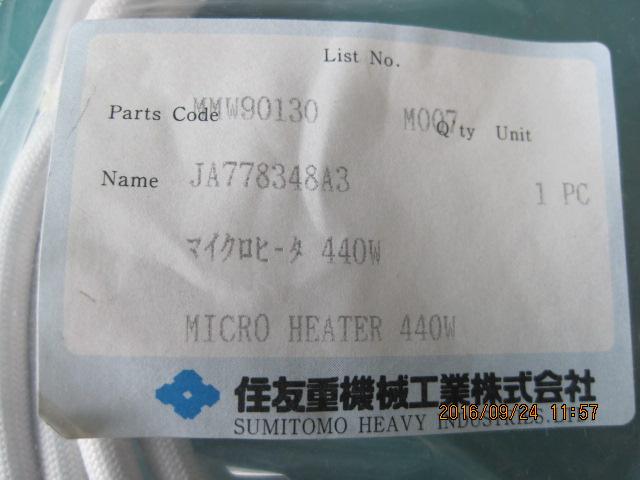 List No.
Parts Code MMW90130 M007 Q'ty Unit
Name JA778348A3 1 PC
マイクロヒータ 440W
MICRO HEATER 440W
住友重機械工業株式会社
SUMITOMO HEAVY INDUSTRIES.LTD
2016/09/24 11:57